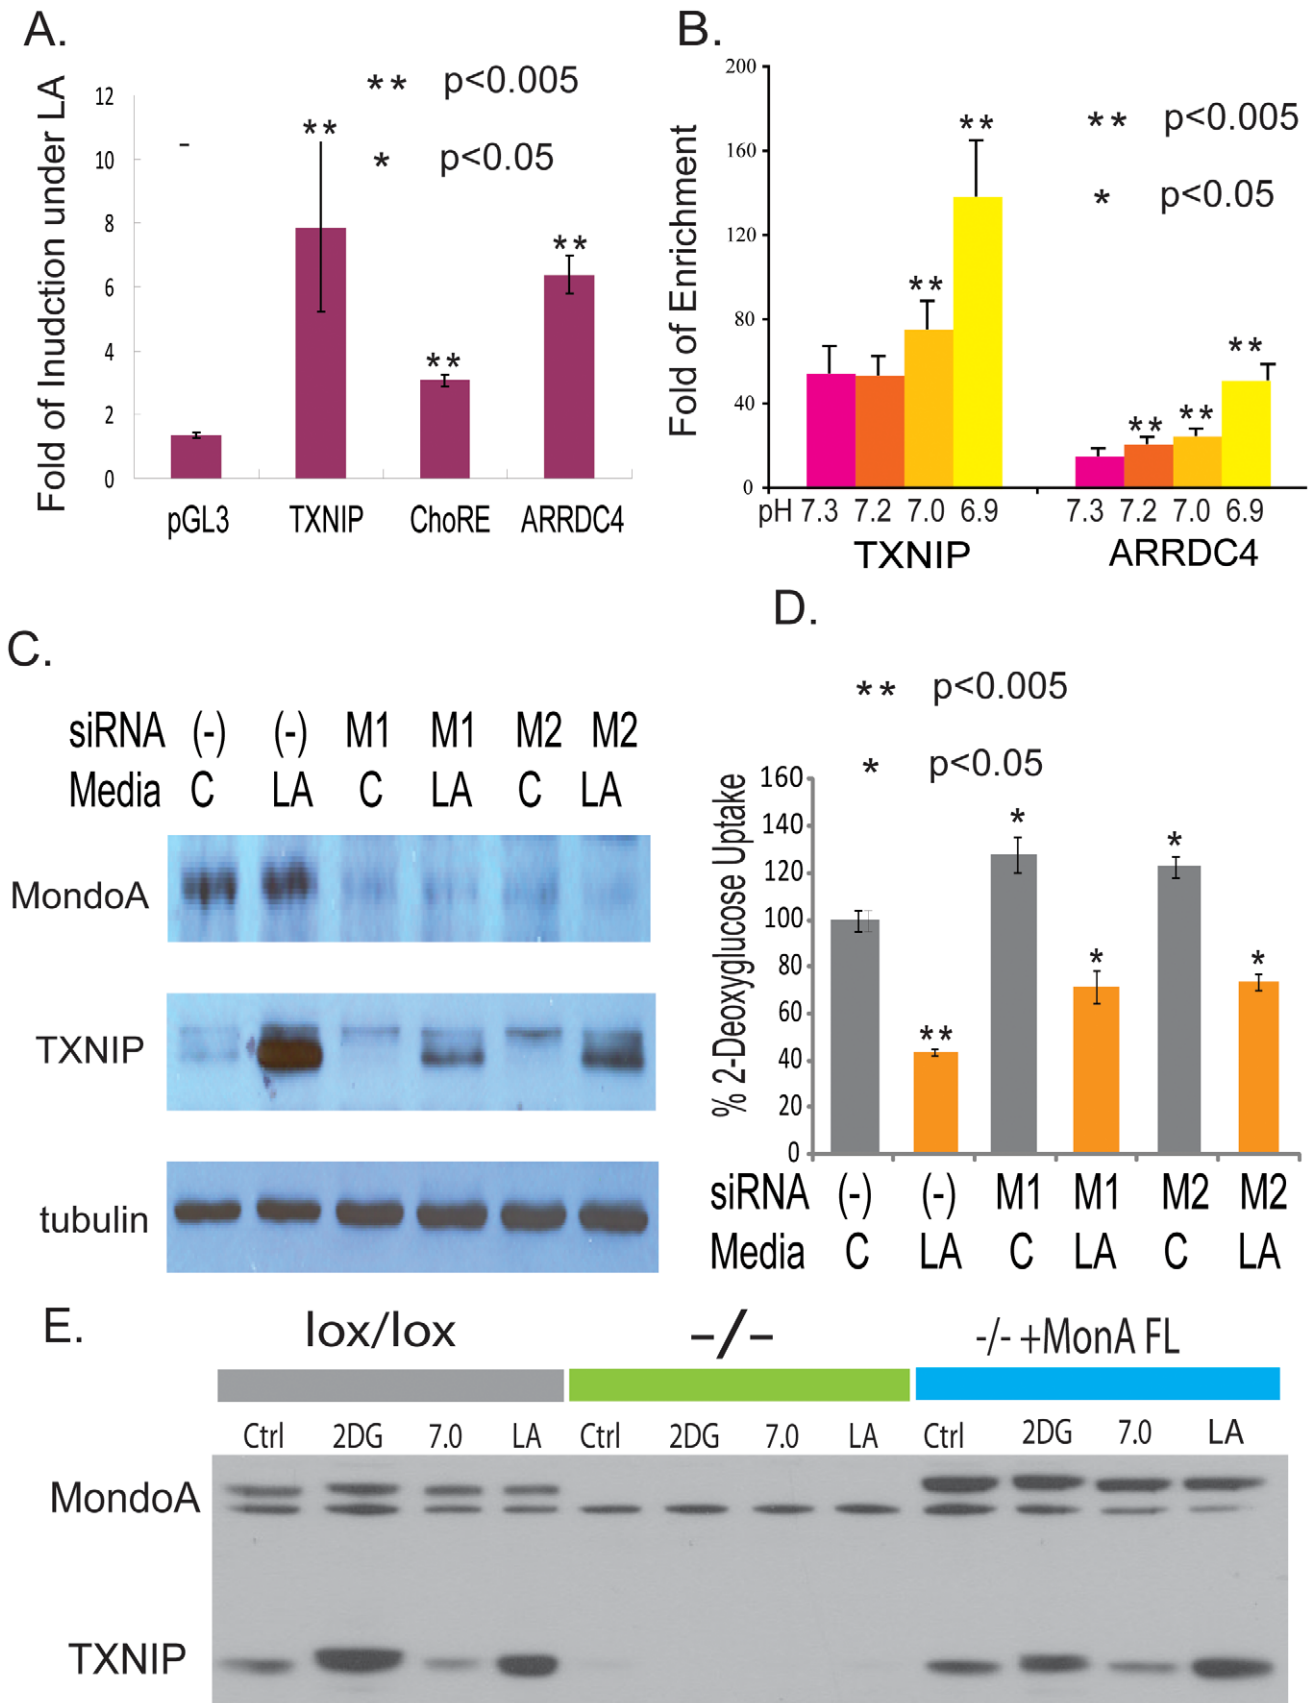 A.
Fold of Inudction under LA
12
10
8
6
4
2
0
** p<0.005
* p<0.05
–
**
**
**
pGL3 TXNIP ChoRE ARRDC4
B.
Fold of Enrichment
200
160
120
80
40
0
** p<0.005
* p<0.05
**
**
**
**
**
pH 7.3 7.2 7.0 6.9 7.3 7.2 7.0 6.9
TXNIP ARRDC4
C.
siRNA (-) (-) M1 M1 M2 M2
Media C LA C LA C LA
MondoA
TXNIP
tubulin
D.
** p<0.005
* p<0.05
% 2-Deoxyglucose Uptake
160
140
120
100
80
60
40
20
0
**
*
*
*
*
siRNA (-) (-) M1 M1 M2 M2
Media C LA C LA C LA
E.
lox/lox -/- -/- +MonA FL
Ctrl 2DG 7.0 LA Ctrl 2DG 7.0 LA Ctrl 2DG 7.0 LA
MondoA
TXNIP